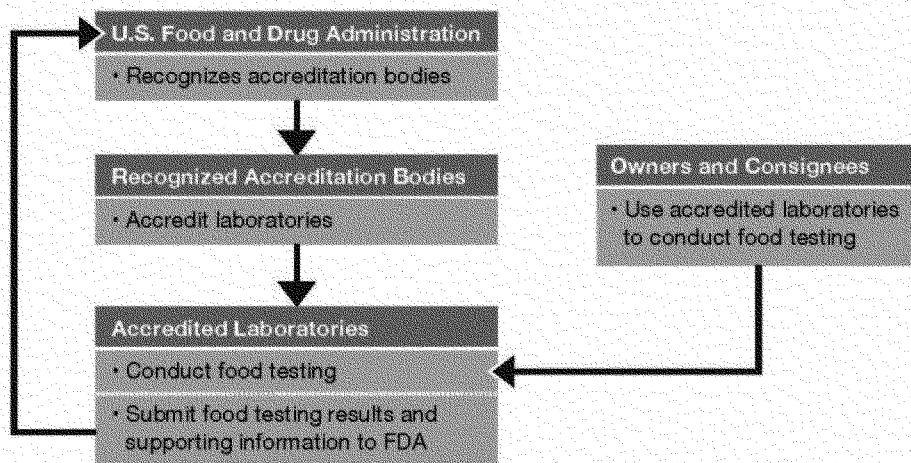 U.S. Food and Drug Administration
• Recognizes accreditation bodies
Recognized Accreditation Bodies
• Accredit laboratories
Owners and Consignees
• Use accredited laboratories
to conduct food testing
Accredited Laboratories
• Conduct food testing
• Submit food testing results and
supporting information to FDA